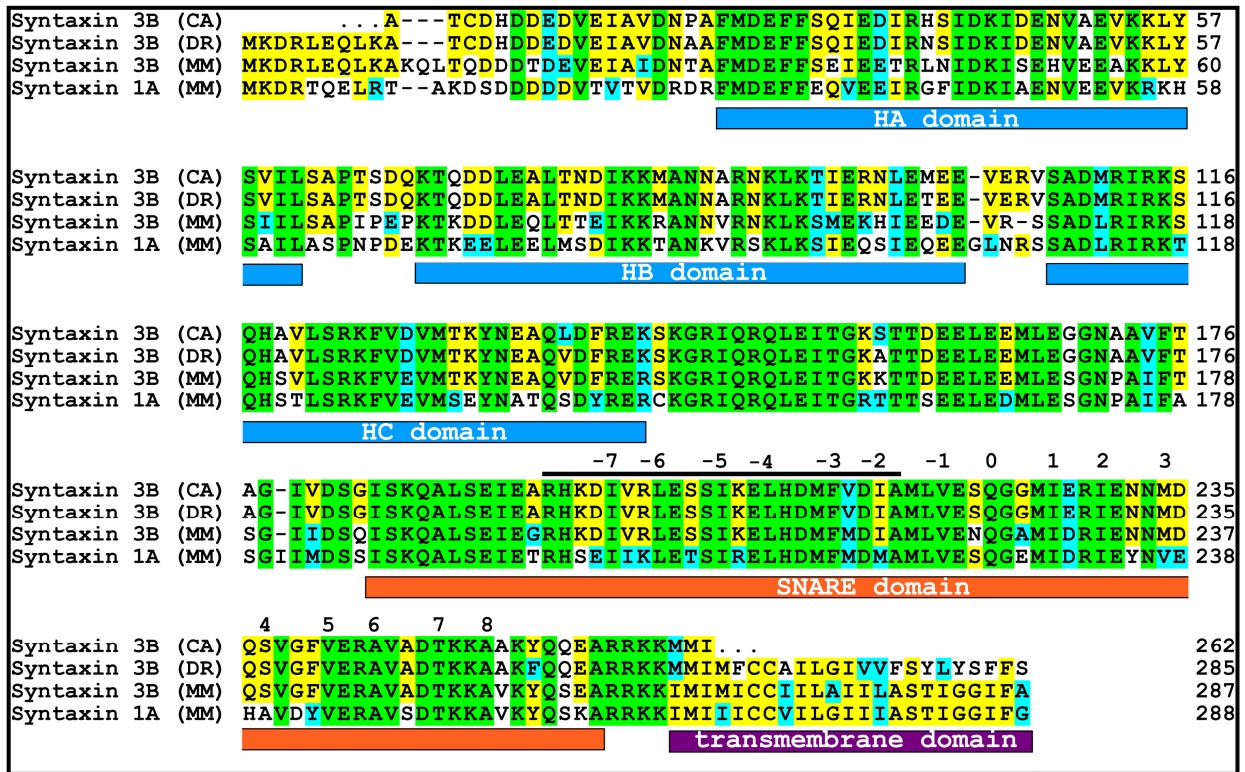 Syntaxin 3B (CA) ...A---TCDHDDEDVEIAVDNPAFMDEFFSQIEDIRHSIDKIDENVAEVKKLY 57
Syntaxin 3B (DR) MKDRLEQLKA---TCDHDDEDVEIAVDNAAFMDEFFSQIEDIRNSIDKIDENVAEVKKLY 57
Syntaxin 3B (MM) MKDRLEQLKAKQLTQDDDTDEVEIAIDNTAFMDEFFSEIEETRLNIDKISEHVEEAKKLY 60
Syntaxin 1A (MM) MKDRTQELRT--AKDSDDDDDVTVTVDRDRFMDEFFEQVEEIRGFIDKIAENVEEVKRKH 58
HA domain
Syntaxin 3B (CA) SVILSAPTSDQKTQDDLEALTNDIKKMANNARNKLKTIERNLEMEE-VERVSADMRIRKS 116
Syntaxin 3B (DR) SVILSAPTSDQKTQDDLEALTNDIKKMANNARNKLKTIERNLETEE-VERVSADMRIRKS 116
Syntaxin 3B (MM) SIILSAPIPEPKTKDDLEQLTTEIKKRANNVRNKLKSMEKHIEEDE-VR-SSADLRIRKS 118
Syntaxin 1A (MM) SAILASPNPDEKTKEELEELMSDIKKTANKVRSKLKSIEQSIEQEEGLNRSSADLRIRKT 118
HB domain
Syntaxin 3B (CA) QHAVLSRKFVDVMTKYNEAQLDFREKSKGRIQRQLEITGKSTTDEELEEMLEGGNAAVFT 176
Syntaxin 3B (DR) QHAVLSRKFVDVMTKYNEAQVDFREKSKGRIQRQLEITGKATTDEELEEMLEGGNAAVFT 176
Syntaxin 3B (MM) QHSVLSRKFVEVMTKYNEAQVDFRERSKGRIQRQLEITGKKTTDEELEEMLESGNPAIFT 178
Syntaxin 1A (MM) QHSTLSRKFVEVMSEYNATQSDYRERCKGRIQRQLEITGRTTTSEELEDMLESGNPAIFA 178
HC domain
-7 -6 -5 -4 -3 -2 -1 0 1 2 3
Syntaxin 3B (CA) AG-IVDSGISKQALSEIEARHKDIVRLESSIKELHDMFVDIAMLVESQGGMIERIENNMD 235
Syntaxin 3B (DR) AG-IVDSGISKQALSEIEARHKDIVRLESSIKELHDMFVDIAMLVESQGGMIERIENNMD 235
Syntaxin 3B (MM) SG-IIDSQISKQALSEIEGRHKDIVRLESSIKELHDMFVDIAMLVENQGAMIDRIENNMD 237
Syntaxin 1A (MM) SGIIMDSSISKQALSEIETRHSEIIKLETSIRELHDMFMDMAMLVESQGEMIDRIEYNVE 238
SNARE domain
4 5 6 7 8
Syntaxin 3B (CA) QSVGFVERAVADTKKAAKYQQEARRKKMMI... 262
Syntaxin 3B (DR) QSVGFVERAVADTKKAAKFQQEARRKKMMIMFCCAILGIVVFSYLYSFFS 285
Syntaxin 3B (MM) QSVGFVERAVADTKKAVKYQSEARRKKIMIMICCIILAIILASTIGGIFA 287
Syntaxin 1A (MM) HAVDYVERAVSDTKKAVKYQSKARRKKIMIIICCVILGIIIASTIGGIFG 288
transmembrane domain